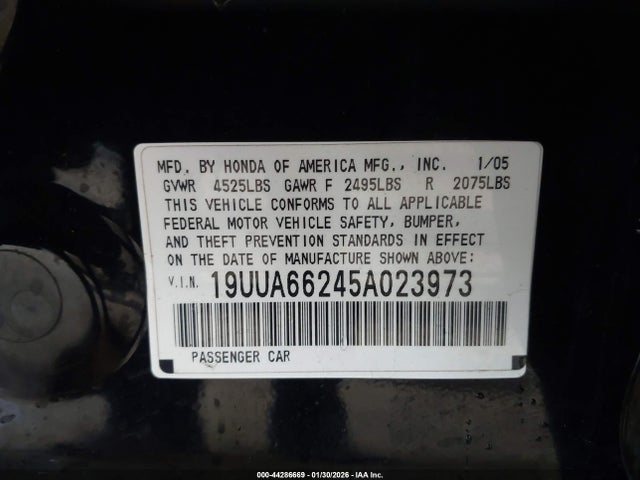 MFD. BY HONDA OF AMERICA MFG., INC. 1/05
GVWR 4525LBS GAWR F 2495LBS R 2075LBS
THIS VEHICLE CONFORMS TO ALL APPLICABLE
FEDERAL MOTOR VEHICLE SAFETY, BUMPER,
AND THEFT PREVENTION STANDARDS IN EFFECT
ON THE DATE OF MANUFACTURE SHOWN ABOVE:
V.I.N. 19UUA66245A023973
PASSENGER CAR
000-44286669 - 01/30/2026 - IAA Inc.